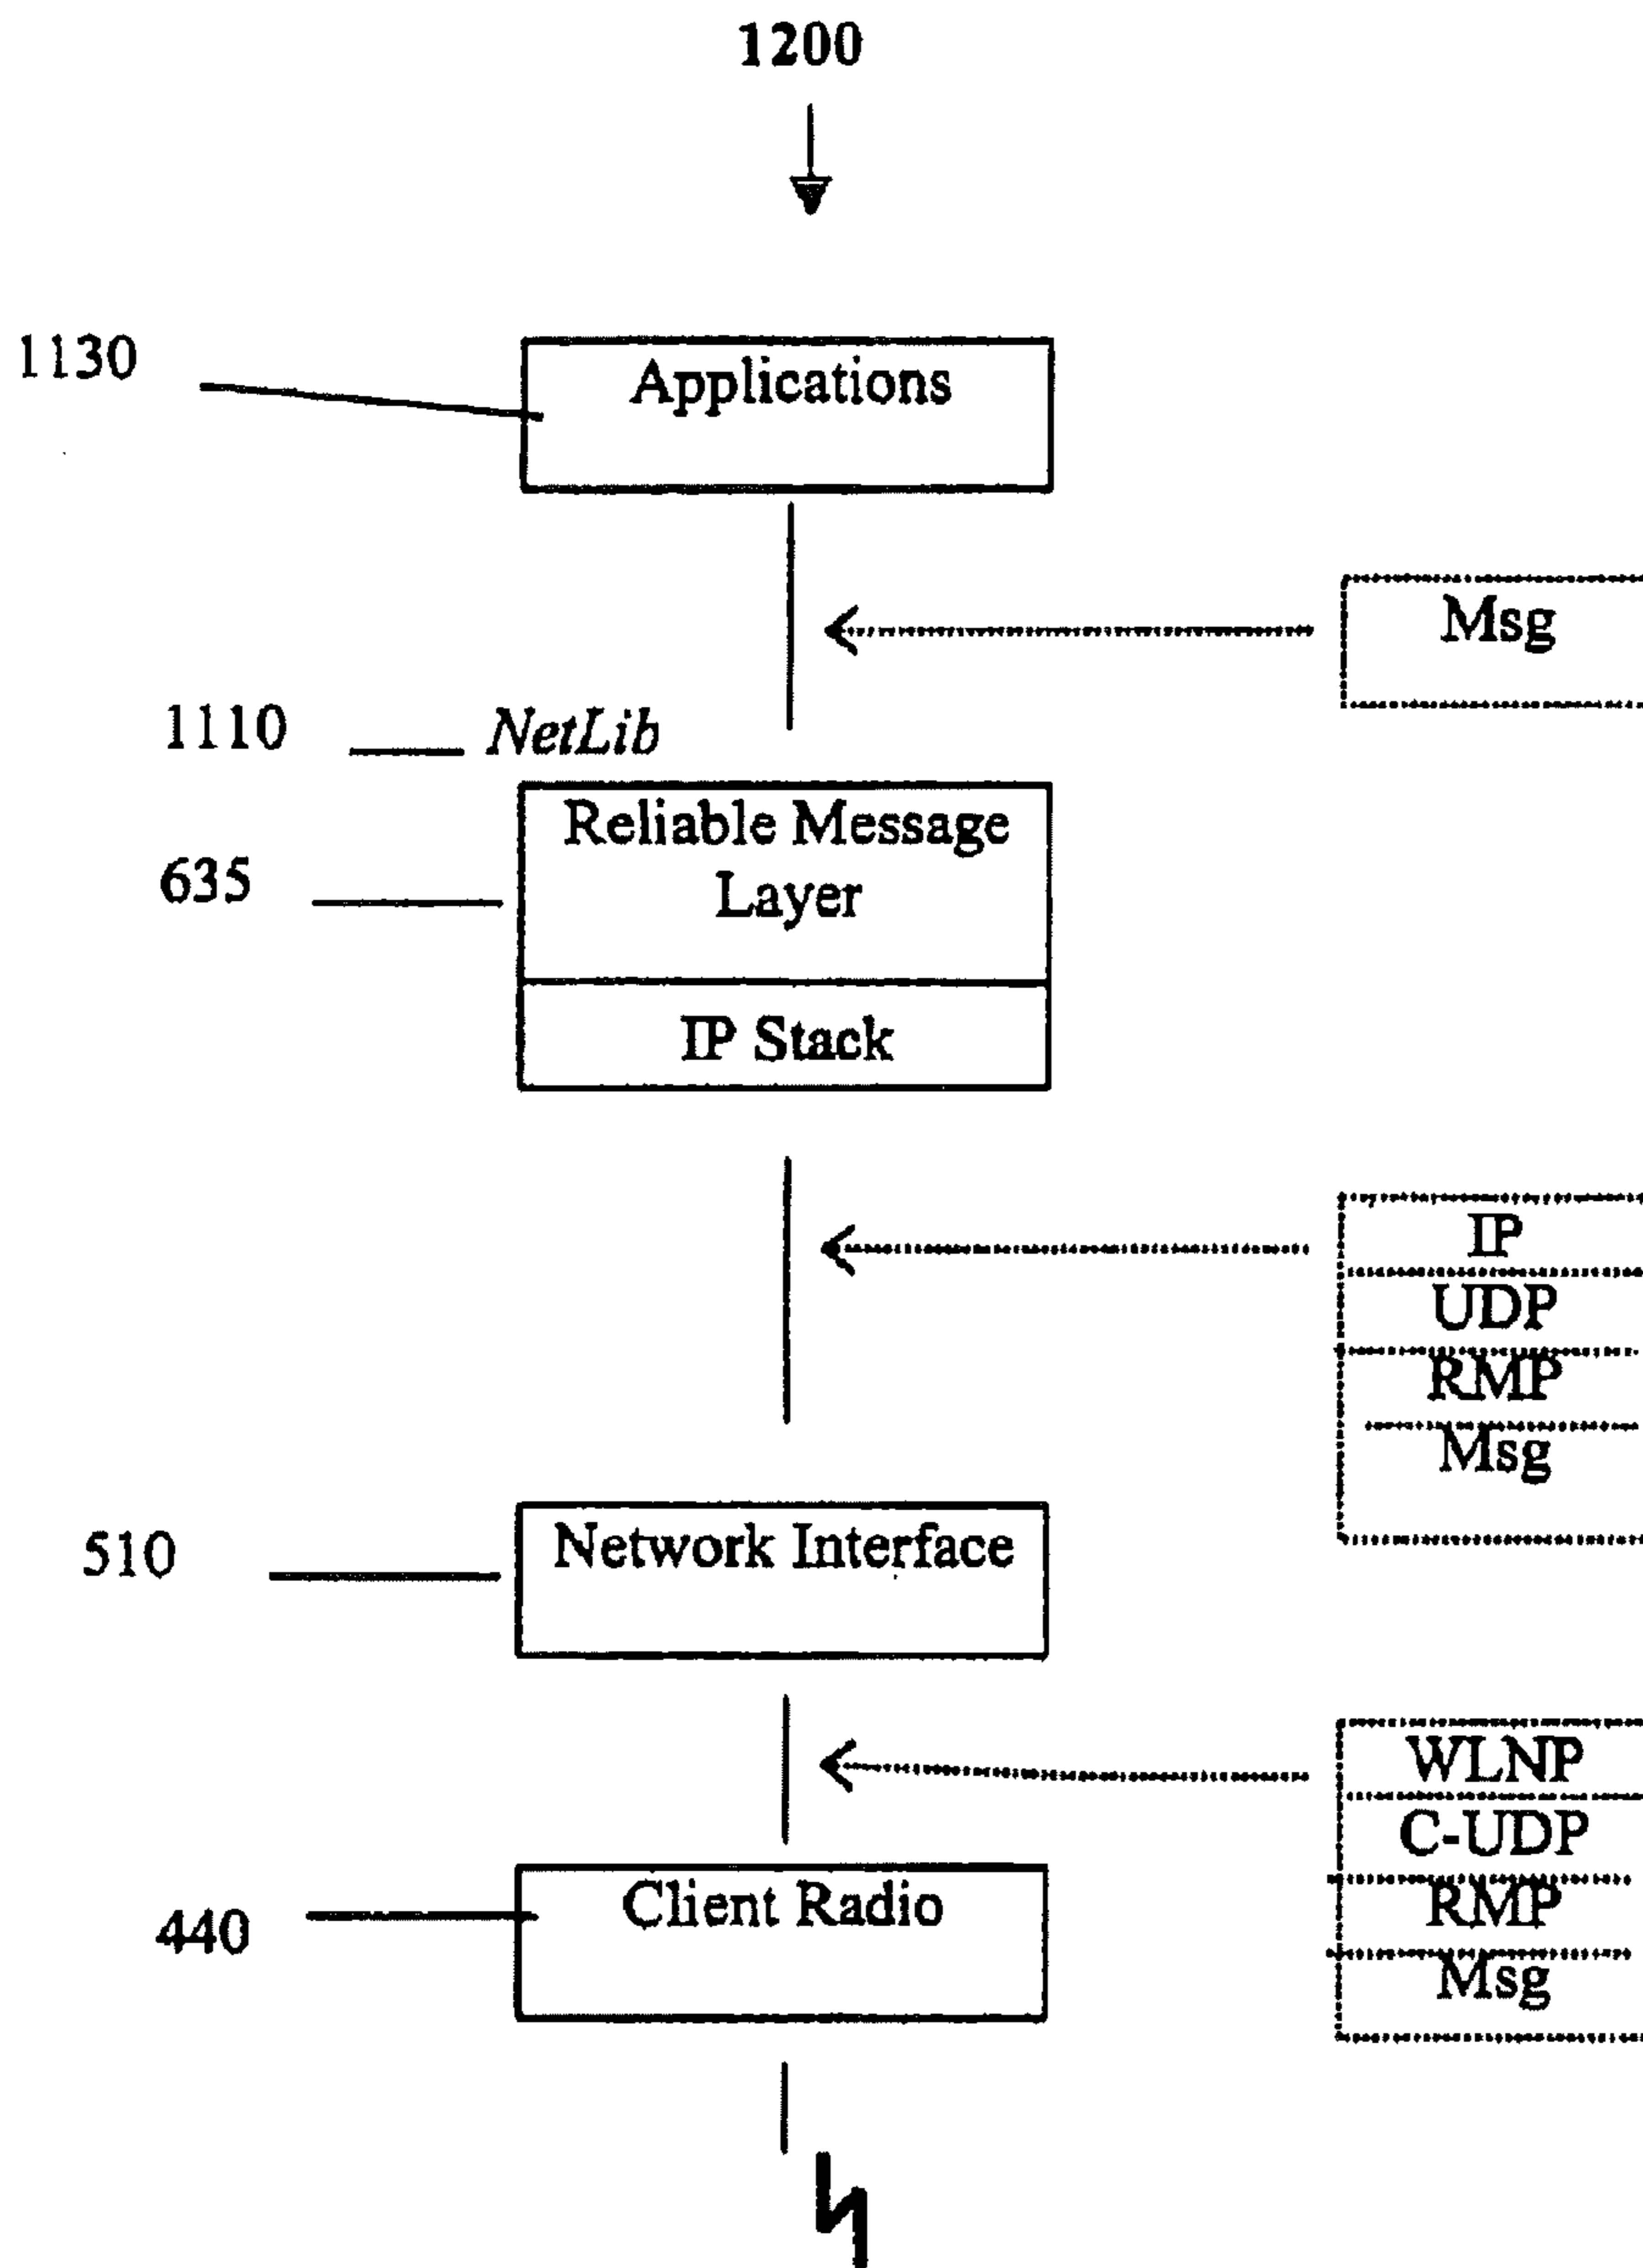 1200
1130
Applications
Msg
1110
NetLib
Reliable Message
Layer
635
IP Stack
IP
UDP
RMP
Msg
510
Network Interface
WLNP
C-UDP
RMP
Msg
440
Client Radio